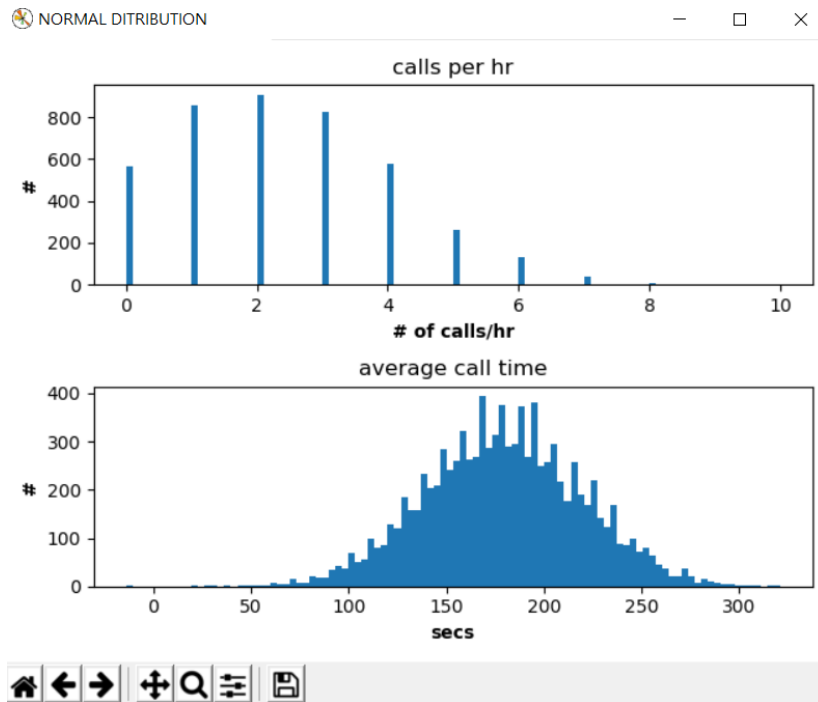 NORMAL DITRIBUTION
calls per hr
800
600
400
200
0
#
0 2 4 6 8 10
# of calls/hr
average call time
400
300
200
100
0
#
0 50 100 150 200 250 300
secs